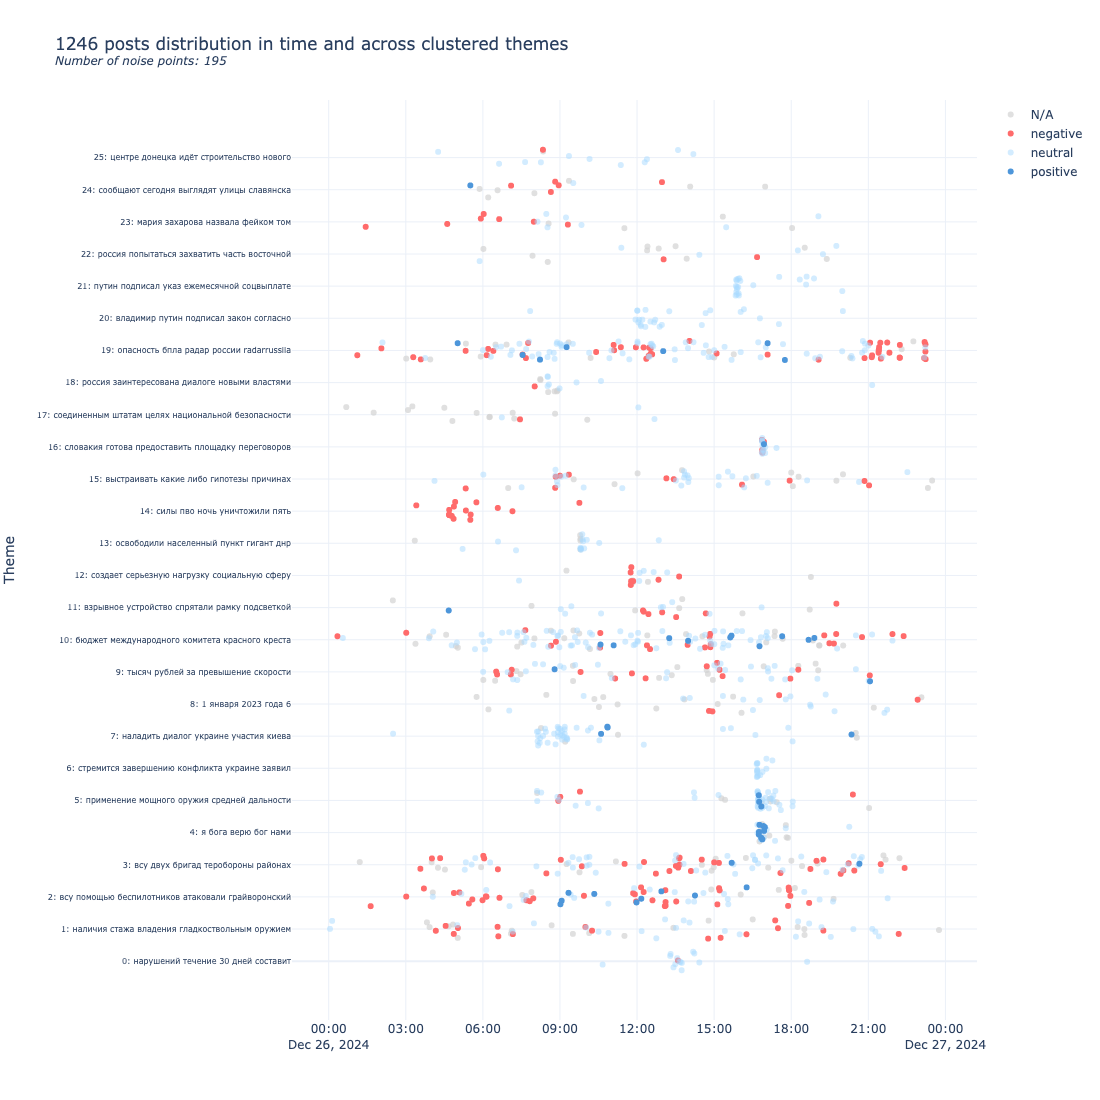 1246 posts distribution in time and across clustered themes
Number of noise points: 195
N/A
negative
neutral
positive
Theme
25: центре донецка идёт строительство нового
24: сообщают сегодня выглядят улицы славянска
23: мария захарова назвала фейком том
22: россия попытаться захватить часть восточной
21: путин подписал указ ежемесячной соцвыплате
20: владимир путин подписал закон согласно
19: опасность бпла радар россии radarrussiia
18: россия заинтересована диалоге новыми властями
17: соединенным штатам целях национальной безопасности
16: словакия готова предоставить площадку переговоров
15: выстраивать какие либо гипотезы причинах
14: силы пво ночь уничтожили пять
13: освободили населенный пункт гигант днр
12: создает серьезную нагрузку социальную сферу
11: взрывное устройство спрятали рамку подсветкой
10: бюджет международного комитета красного креста
9: тысяч рублей за превышение скорости
8: 1 января 2023 года 6
7: наладить диалог украине участия киева
6: стремится завершению конфликта украине заявил
5: применение мощного оружия средней дальности
4: я бога верю бог нами
3: всу двух бригад теробороны районах
2: всу помощью беспилотников атаковали грайворонский
1: наличия стажа владения гладкоствольным оружием
0: нарушений течение 30 дней составит
00:00 03:00 06:00 09:00 12:00 15:00 18:00 21:00 00:00
Dec 26, 2024 Dec 27, 2024